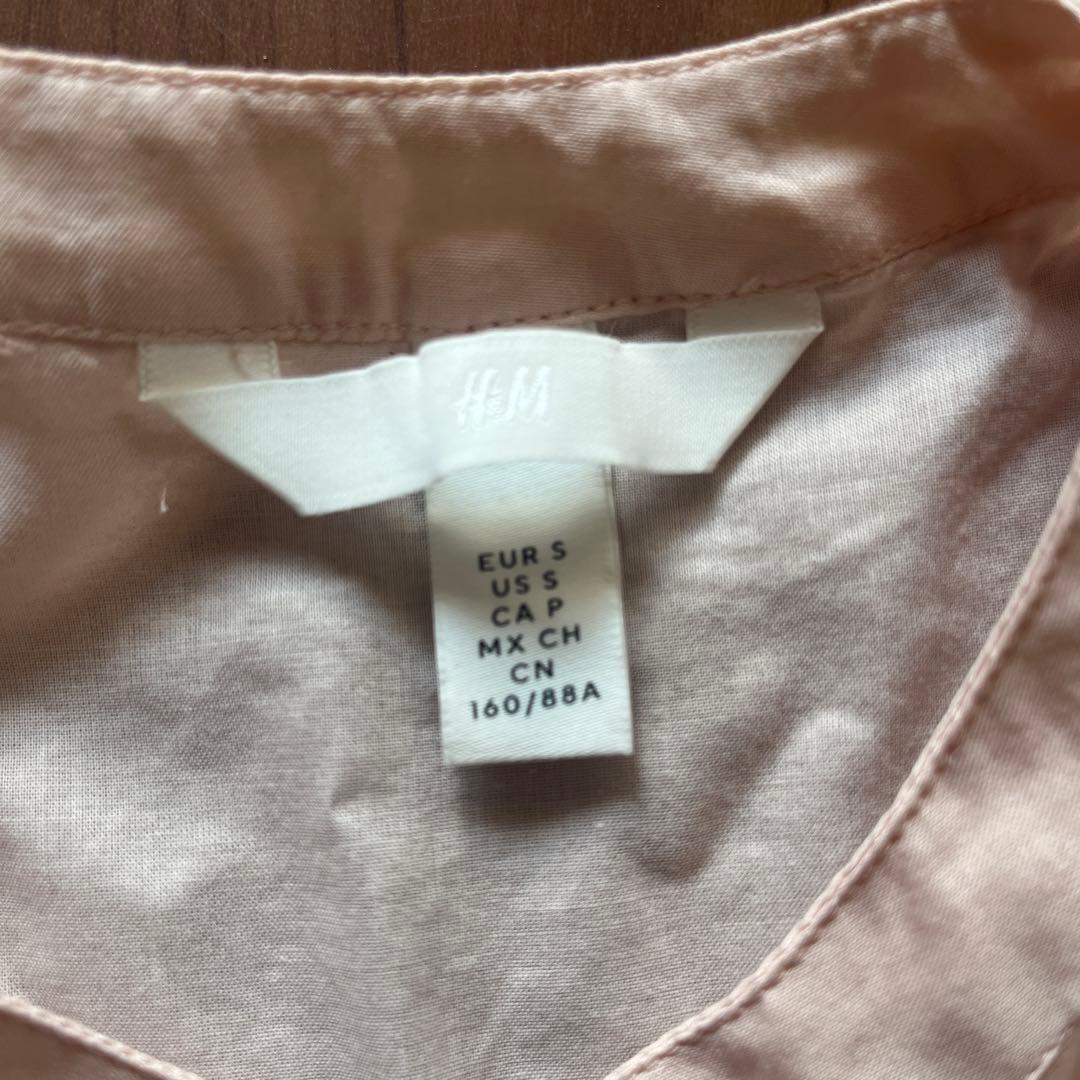 H&M
EUR S
US S
CA P
MX CH
CN
160/88A